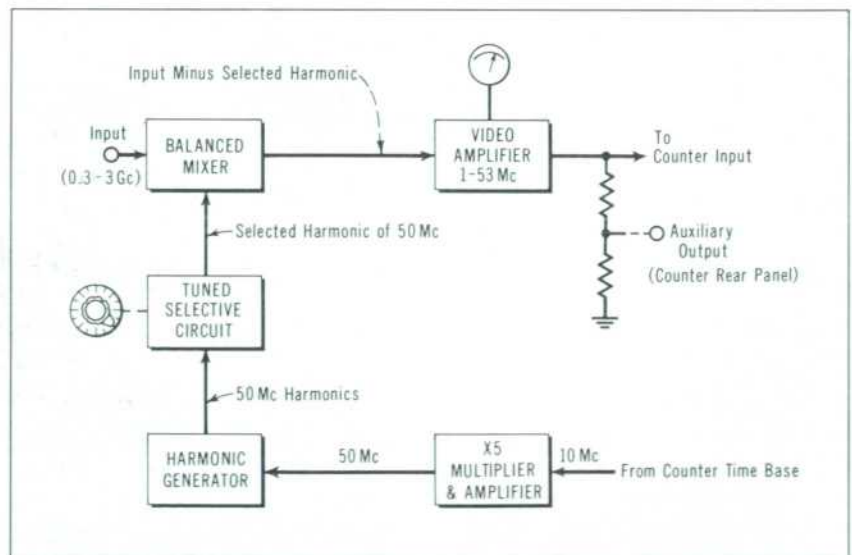 Input Minus Selected Harmonic
Input
(0.3-3Gc)
BALANCED
MIXER
VIDEO
AMPLIFIER
1-53 Mc
To
Counter Input
Selected Harmonic of 50 Mc
Auxiliary
Output
(Counter Rear Panel)
TUNED
SELECTIVE
CIRCUIT
50 Mc Harmonics
HARMONIC
GENERATOR
50 Mc
X5
MULTIPLIER
& AMPLIFIER
10 Mc
From Counter Time Base